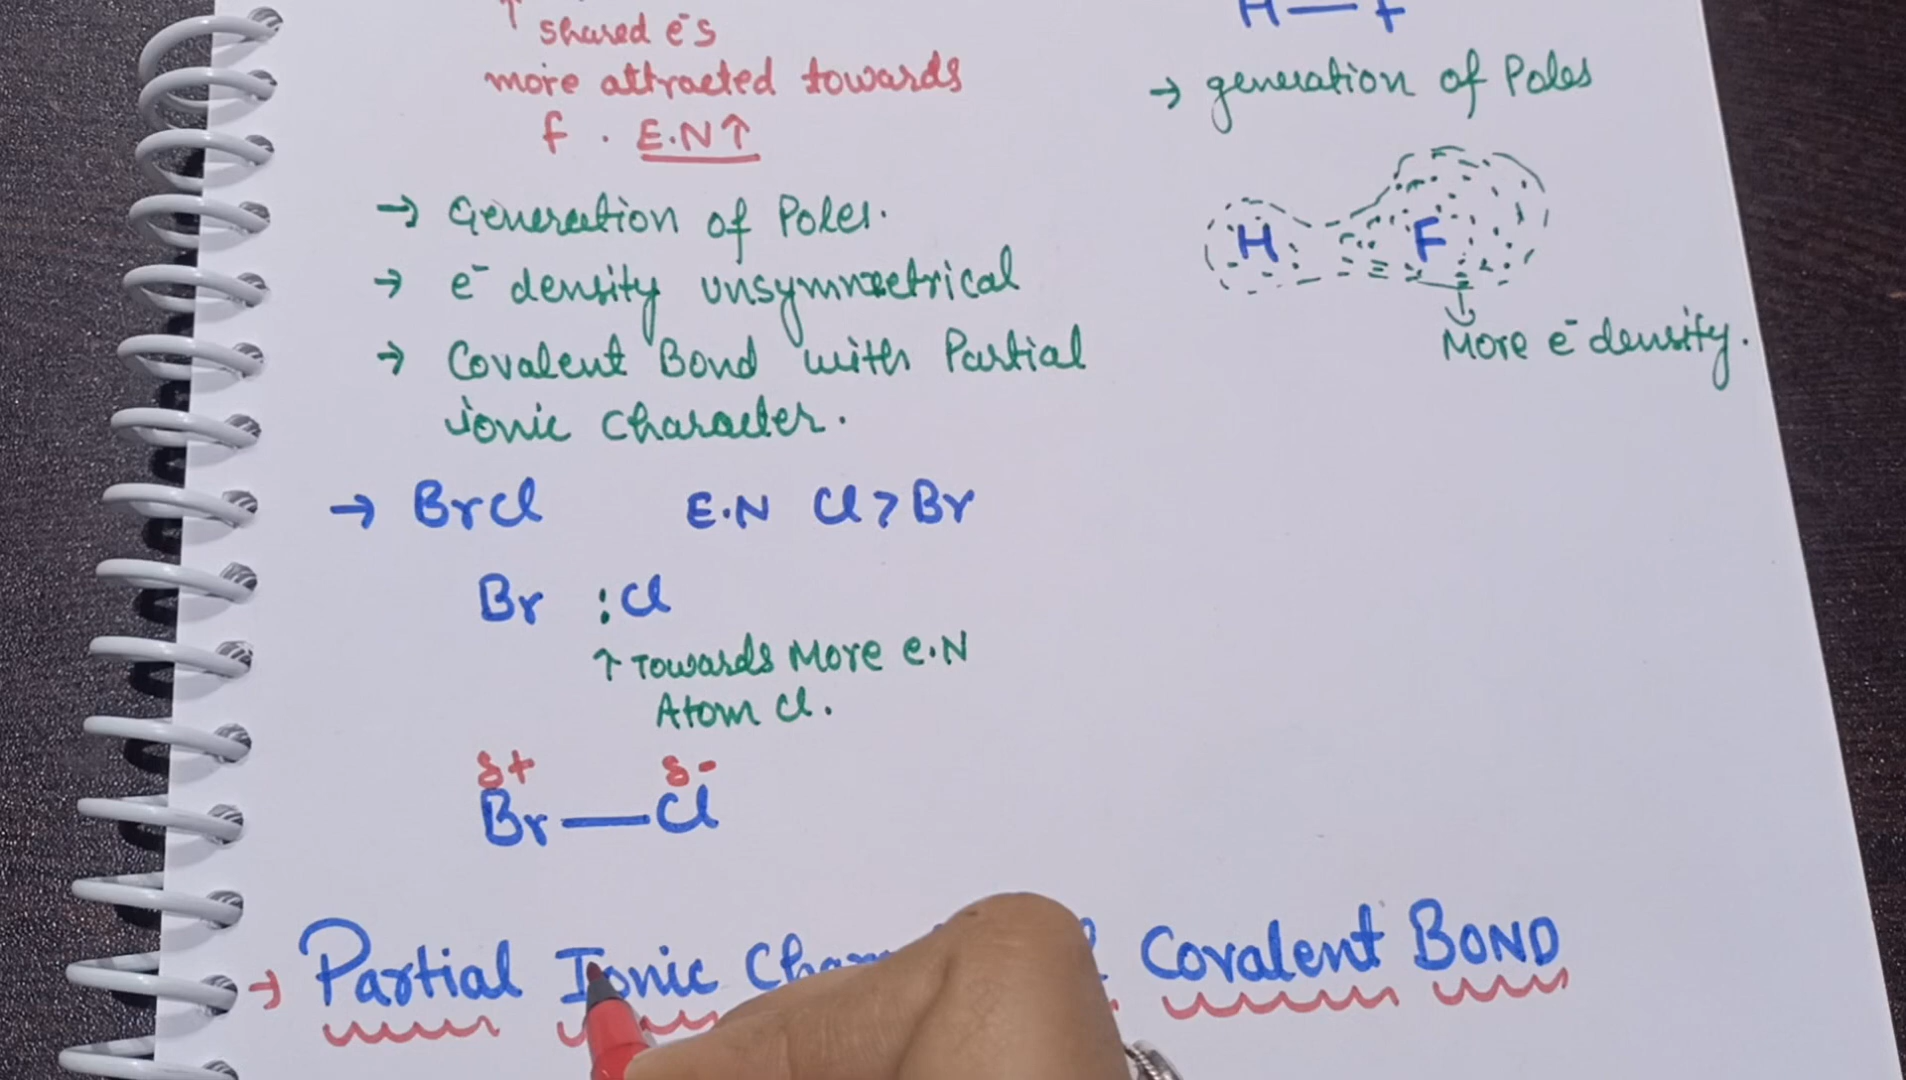 shared e⁻s
more attracted towards
F . E.N↑
→ Generation of Poles.
→ e⁻ density unsymmetrical
→ Covalent Bond with Partial
ionic Character.
H — F
→ generation of Poles
H F
More e⁻ density.
→ BrCl E.N Cl > Br
Br :Cl
↑ Towards More e.N
Atom Cl.
δ+ δ-
Br — Cl
→ Partial Ionic Covalent BOND